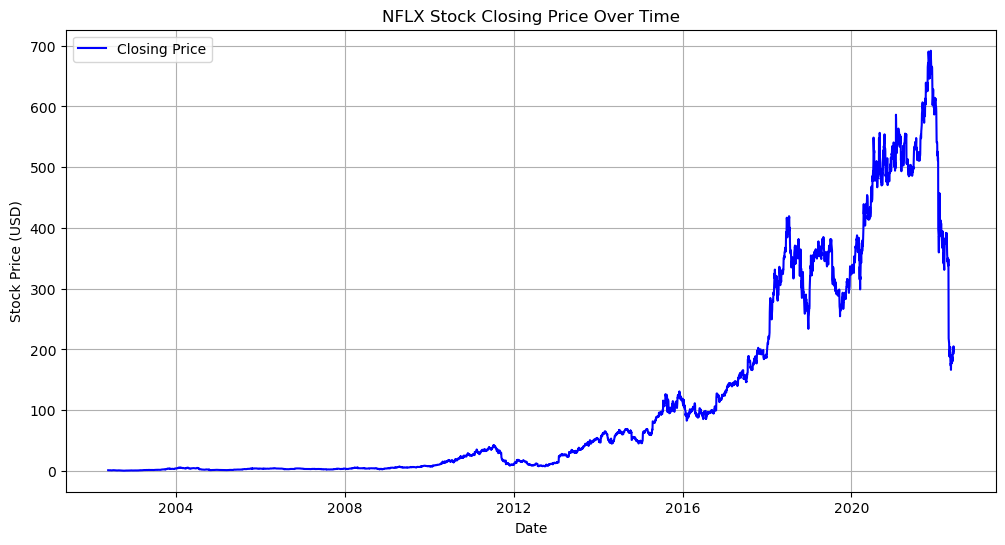 NFLX Stock Closing Price Over Time
Closing Price
Stock Price (USD)
700
600
500
400
300
200
100
0
2004 2008 2012 2016 2020
Date